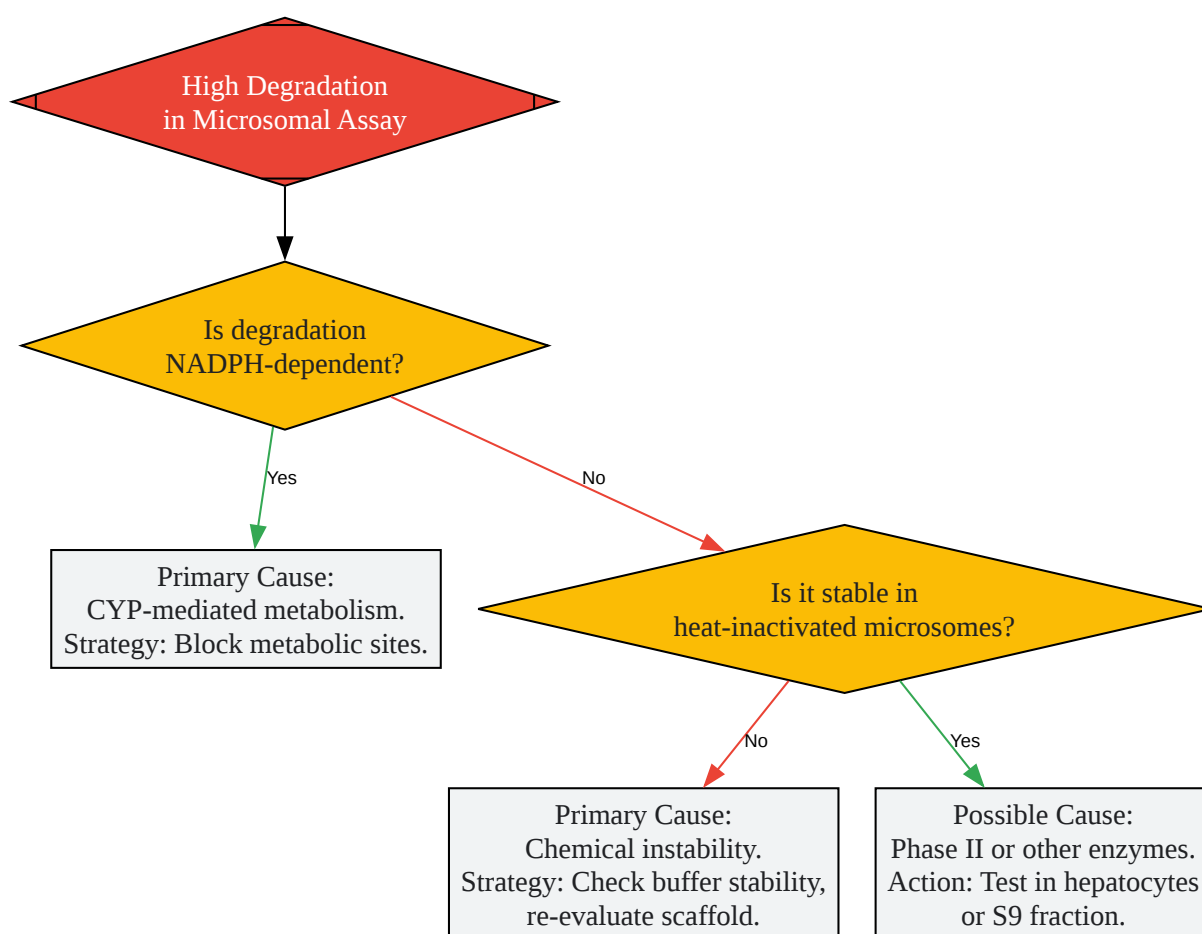 High Degradation
in Microsomal Assay
Is degradation
NADPH-dependent?
Yes
No
Primary Cause:
CYP-mediated metabolism.
Strategy: Block metabolic sites.
Is it stable in
heat-inactivated microsomes?
No
Yes
Primary Cause:
Chemical instability.
Strategy: Check buffer stability,
re-evaluate scaffold.
Possible Cause:
Phase II or other enzymes.
Action: Test in hepatocytes
or S9 fraction.